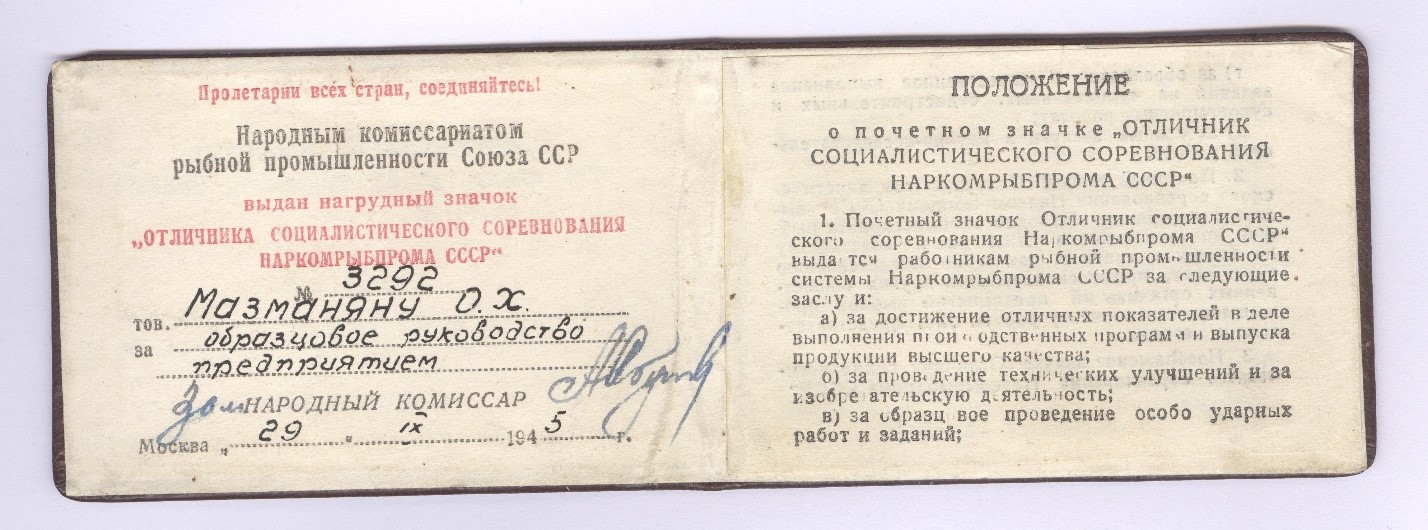 Пролетарии всех стран, соединяйтесь!
Народным комиссариатом
рыбной промышленности Союза ССР
выдан нагрудный значок
„ОТЛИЧНИКА СОЦИАЛИСТИЧЕСКОГО СОРЕВНОВАНИЯ
НАРКОМРЫБПРОМА СССР“
№ 3292
тов. Мазманяну О.Х.
за образцовое руководство
предприятием
Зам НАРОДНЫЙ КОМИССАР
Москва „ 29 “ IX 1945 г.
ПОЛОЖЕНИЕ
о почетном значке „ОТЛИЧНИК
СОЦИАЛИСТИЧЕСКОГО СОРЕВНОВАНИЯ
НАРКОМРЫБПРОМА СССР“
1. Почетный значок Отличник социалистиче-
ского соревнования Наркомрыбпрома СССР“
выдается работникам рыбной промышленности
системы Наркомрыбпрома СССР за следующие
заслуги:
а) за достижение отличных показателей в деле
выполнения производственных программ и выпуска
продукции высшего качества;
б) за проведение технических улучшений и за
изобретательскую деятельность;
в) за образцовое проведение особо ударных
работ и заданий;